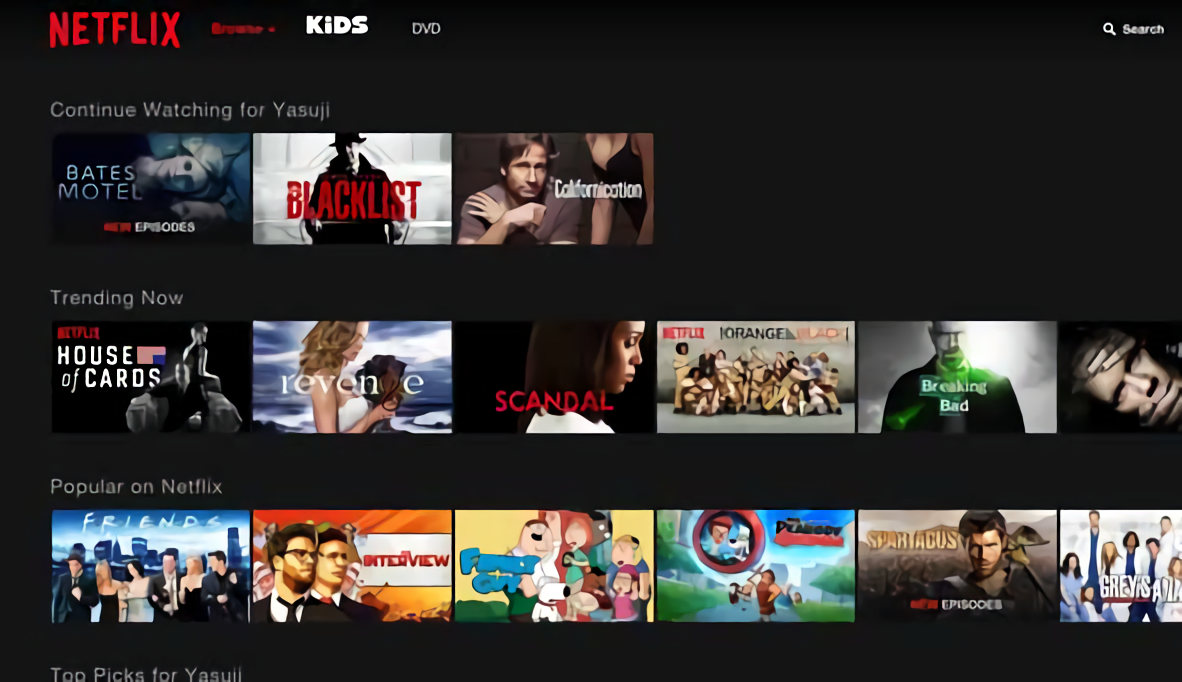 NETFLIX Browse KiDS DVD Search
Continue Watching for Yasuji
BATES
MOTEL
NEW EPISODES
BLACKLIST
Californication
Trending Now
NETFLIX
HOUSE
of CARDS
revenge
SCANDAL
NETFLIX
ORANGE
BLACK
Breaking
Bad
Popular on Netflix
FRIENDS
INTERVIEW
FAMILY
GUY
PEABODY
SPARTACUS
NEW EPISODES
GREY'S
Top Picks for Yasuji